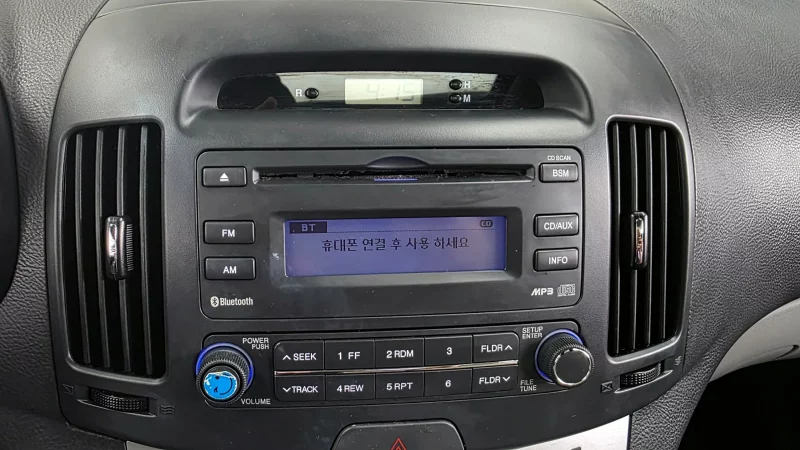 R
4:15
H
M
CD SCAN
BSM
FM
AM
BT
CD
휴대폰 연결 후 사용 하세요
CD/AUX
INFO
Bluetooth
MP3
POWER
PUSH
VOLUME
SEEK
1 FF
2 RDM
3
FLDR
TRACK
4 REW
5 RPT
6
FLDR
SETUP
ENTER
FILE
TUNE